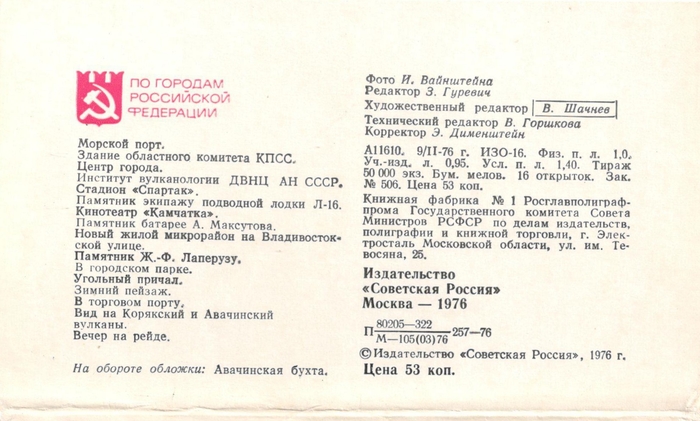 ПО ГОРОДАМ
РОССИЙСКОЙ
ФЕДЕРАЦИИ
Морской порт.
Здание областного комитета КПСС.
Центр города.
Институт вулканологии ДВНЦ АН СССР.
Стадион «Спартак».
Памятник экипажу подводной лодки Л-16.
Кинотеатр «Камчатка».
Памятник батарее А. Максутова.
Новый жилой микрорайон на Владивосток-
ской улице.
Памятник Ж.-Ф. Лаперузу.
В городском парке.
Угольный причал.
Зимний пейзаж.
В торговом порту.
Вид на Корякский и Авачинский
вулканы.
Вечер на рейде.
На обороте обложки: Авачинская бухта.
Фото И. Вайнштейна
Редактор З. Гуревич
Художественный редактор В. Шачнев
Технический редактор В. Горшкова
Корректор Э. Дименштейн
А11610. 9/II-76 г. ИЗО-16. Физ. п. л. 1,0.
Уч.-изд. л. 0,95. Усл. п. л. 1,40. Тираж
50 000 экз. Бум. мелов. 16 открыток. Зак.
№ 506. Цена 53 коп.
Книжная фабрика № 1 Росглавполиграф-
прома Государственного комитета Совета
Министров РСФСР по делам издательств,
полиграфии и книжной торговли, г. Элек-
тросталь Московской области, ул. им. Те-
восяна, 25.
Издательство
«Советская Россия»
Москва — 1976
П 80205—322 257—76
М—105(03)76
© Издательство «Советская Россия», 1976 г.
Цена 53 коп.